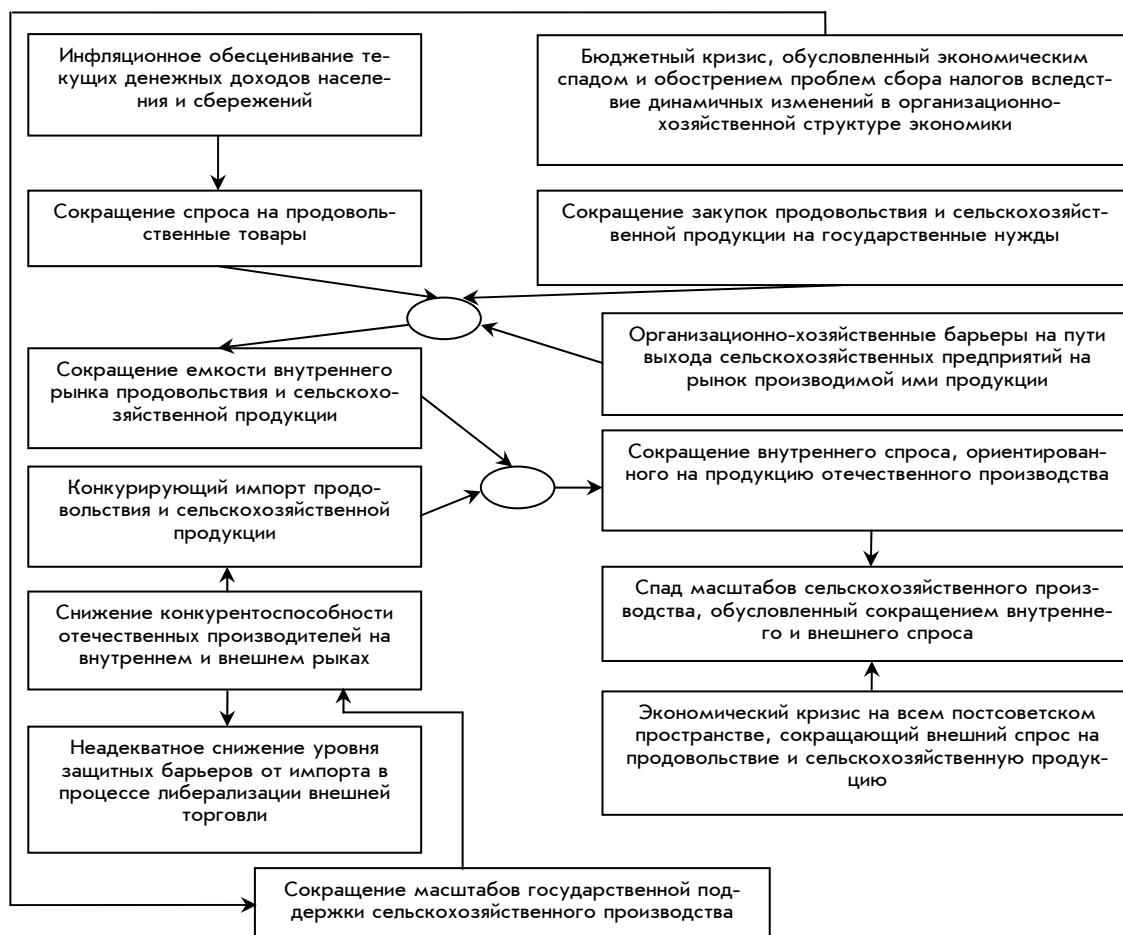 Инфляционное обесценивание те-
кущих денежных доходов населе-
ния и сбережений
Бюджетный кризис, обусловленный экономическим
спадом и обострением проблем сбора налогов вследст-
вие динамичных изменений в организационно-
хозяйственной структуре экономики
Сокращение спроса на продоволь-
ственные товары
Сокращение закупок продовольствия и сельскохозяйст-
венной продукции на государственные нужды
Организационно-хозяйственные барьеры на пути
выхода сельскохозяйственных предприятий на
рынок производимой ими продукции
Сокращение емкости внутреннего
рынка продовольствия и сельскохо-
зяйственной продукции
Сокращение внутреннего спроса, ориентирован-
ного на продукцию отечественного производства
Конкурирующий импорт продо-
вольствия и сельскохозяйственной
продукции
Спад масштабов сельскохозяйственного произ-
водства, обусловленный сокращением внутренне-
го и внешнего спроса
Снижение конкурентоспособности
отечественных производителей на
внутреннем и внешнем рыках
Экономический кризис на всем постсоветском
пространстве, сокращающий внешний спрос на
продовольствие и сельскохозяйственную продук-
цию
Неадекватное снижение уровня
защитных барьеров от импорта в
процессе либерализации внешней
торговли
Сокращение масштабов государственной под-
держки сельскохозяйственного производства